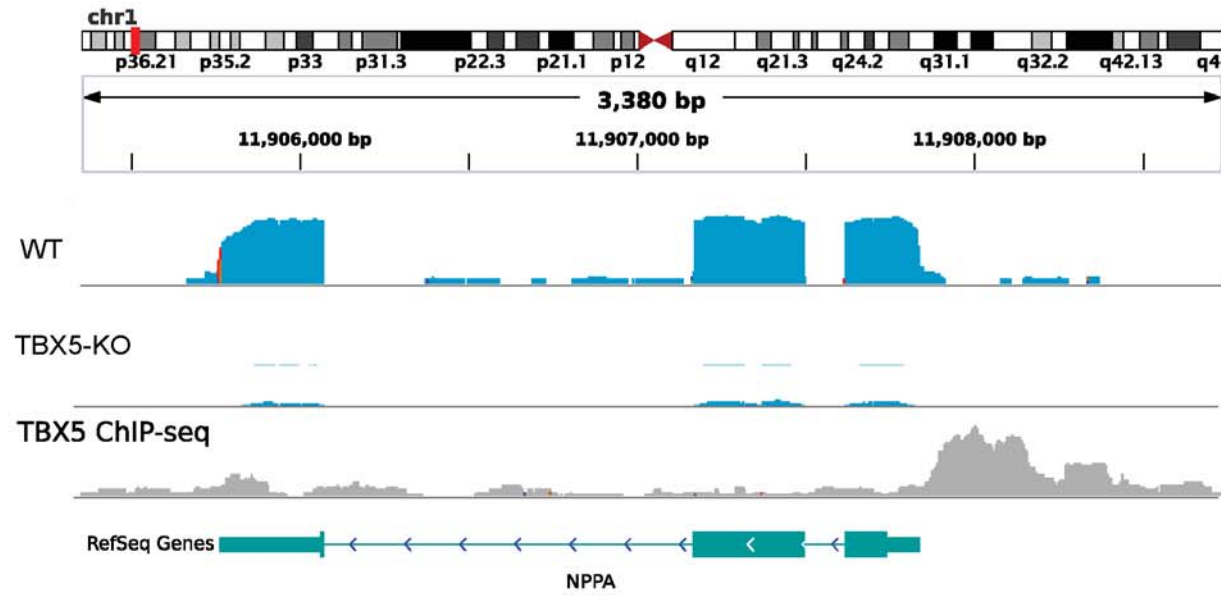 chr1
p36.21 p35.2 p33 p31.3 p22.3 p21.1 p12 q12 q21.3 q24.2 q31.1 q32.2 q42.13 q4
3,380 bp
11,906,000 bp 11,907,000 bp 11,908,000 bp
WT
TBX5-KO
TBX5 ChIP-seq
RefSeq Genes
NPPA